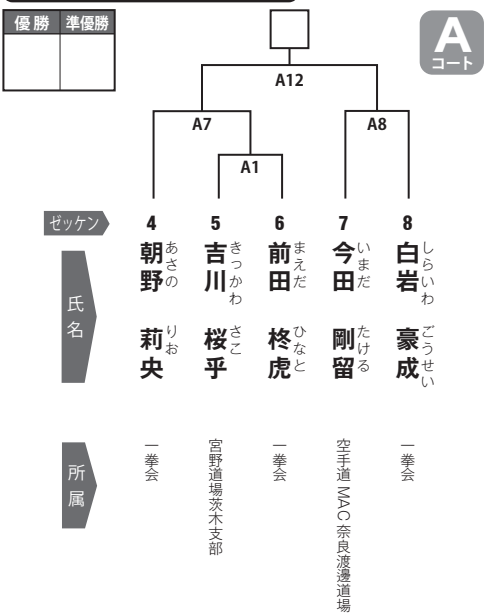 優勝 準優勝
A
コート
A12
A7
A8
A1
ゼッケン 4 5 6 7 8
氏名
朝野 莉央
あさの りお
吉川 桜乎
きっかわ さこ
前田 柊虎
まえだ ひなと
今田 剛留
いまだ たける
白岩 豪成
しらいわ ごうせい
所属
一拳会
宮野道場茨木支部
一拳会
空手道MAC奈良渡邊道場
一拳会